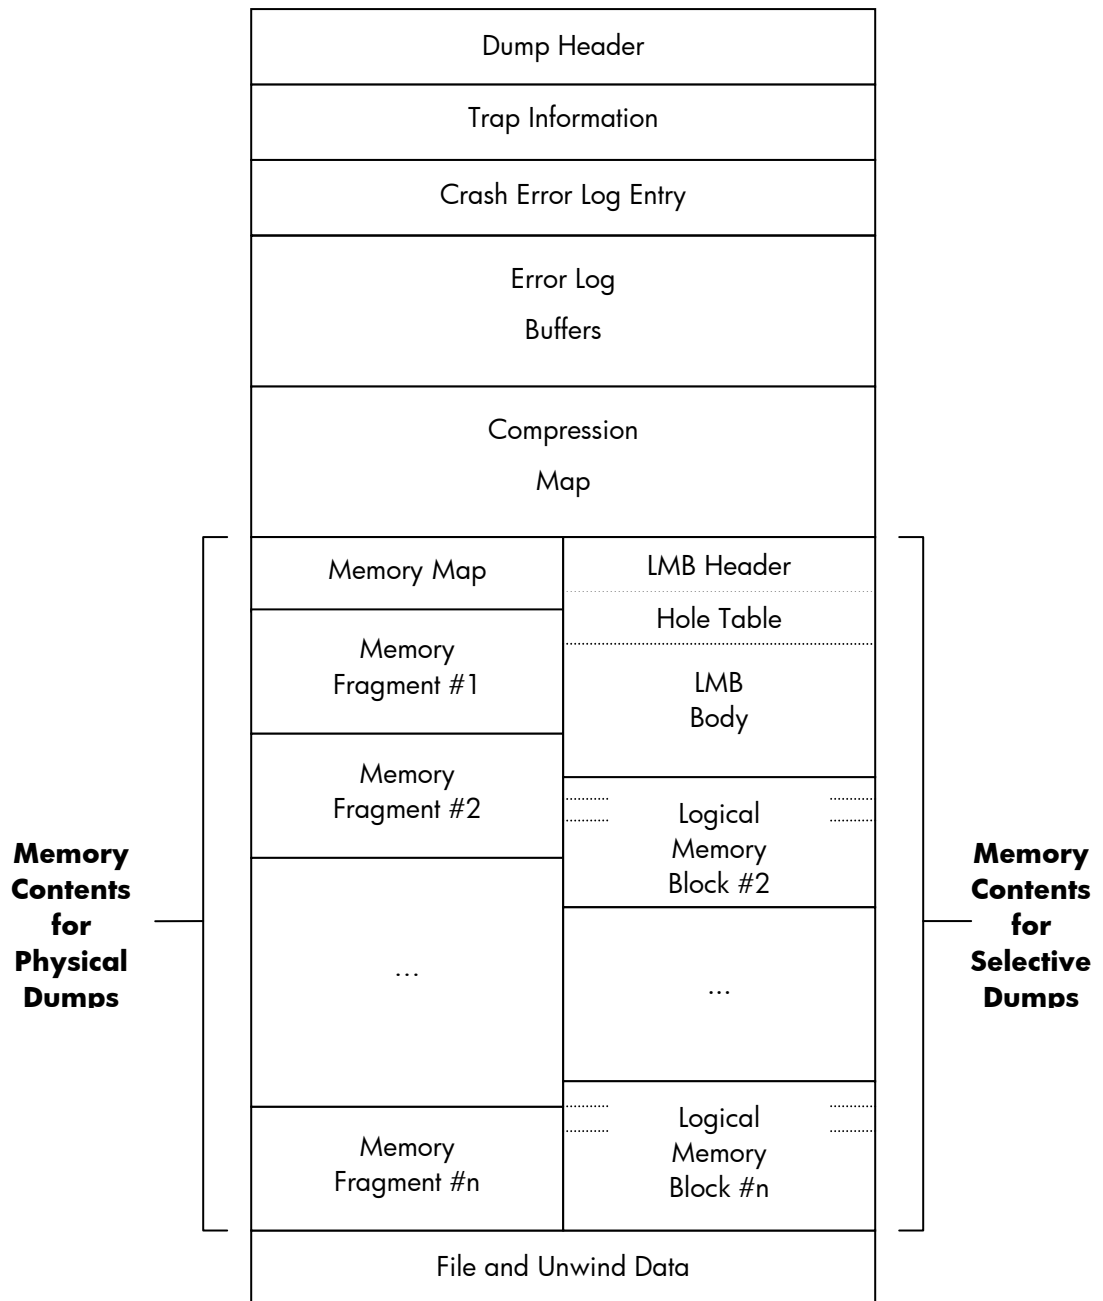 Dump Header
Trap Information
Crash Error Log Entry
Error Log
Buffers
Compression
Map
Memory Map
Memory
Fragment #1
Memory
Fragment #2
...
Memory
Fragment #n
LMB Header
Hole Table
LMB
Body
Logical
Memory
Block #2
...
Logical
Memory
Block #n
Memory
Contents
for
Physical
Dumps
Memory
Contents
for
Selective
Dumps
File and Unwind Data